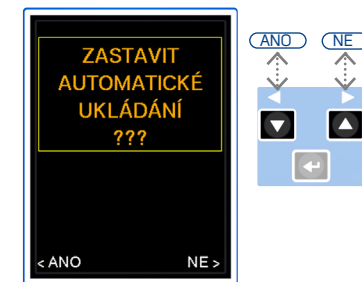 ZASTAVIT
AUTOMATICKÉ
UKLÁDÁNÍ
???
< ANO NE >
ANO NE